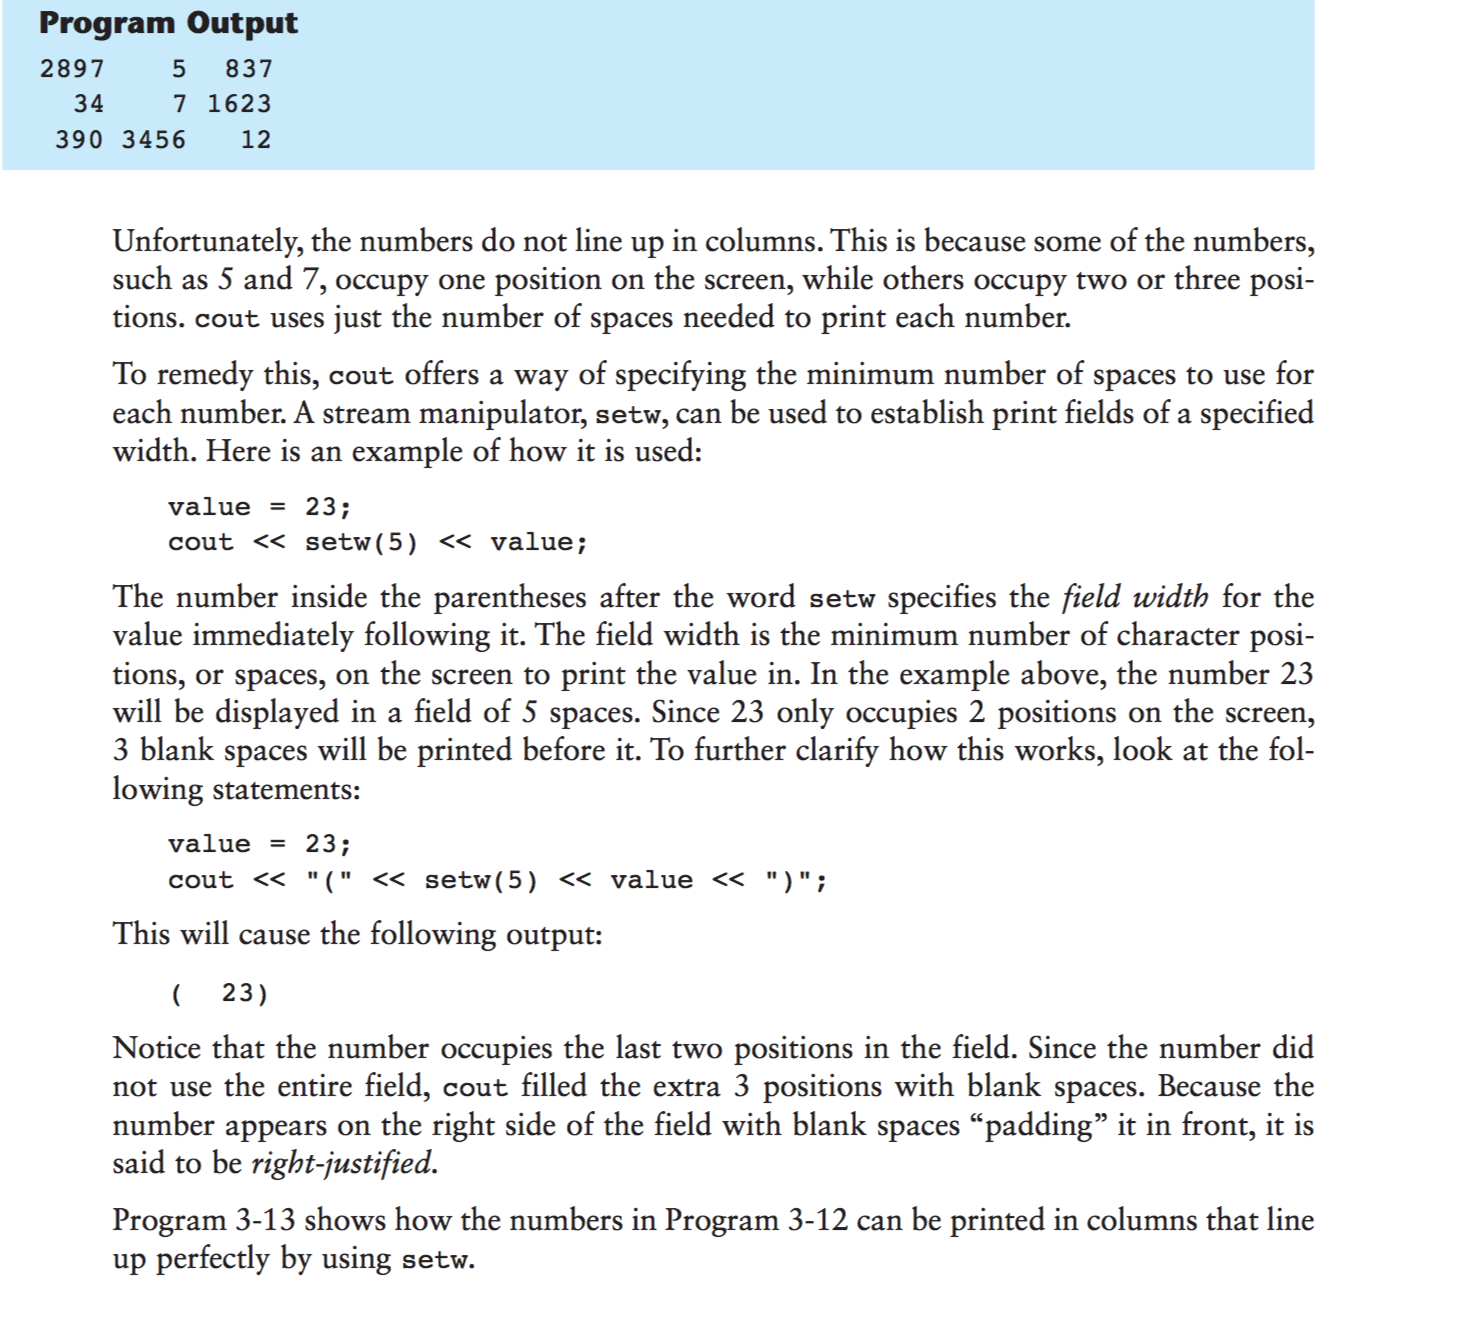 Program Output
2897    5  837
  34    7 1623
 390 3456   12
Unfortunately, the numbers do not line up in columns. This is because some of the numbers,
such as 5 and 7, occupy one position on the screen, while others occupy two or three posi-
tions. cout uses just the number of spaces needed to print each number.
To remedy this, cout offers a way of specifying the minimum number of spaces to use for
each number. A stream manipulator, setw, can be used to establish print fields of a specified
width. Here is an example of how it is used:
value = 23;
cout << setw(5) << value;
The number inside the parentheses after the word setw specifies the field width for the
value immediately following it. The field width is the minimum number of character posi-
tions, or spaces, on the screen to print the value in. In the example above, the number 23
will be displayed in a field of 5 spaces. Since 23 only occupies 2 positions on the screen,
3 blank spaces will be printed before it. To further clarify how this works, look at the fol-
lowing statements:
value = 23;
cout << "(" << setw(5) << value << ")";
This will cause the following output:
(  23)
Notice that the number occupies the last two positions in the field. Since the number did
not use the entire field, cout filled the extra 3 positions with blank spaces. Because the
number appears on the right side of the field with blank spaces “padding” it in front, it is
said to be right-justified.
Program 3-13 shows how the numbers in Program 3-12 can be printed in columns that line
up perfectly by using setw.